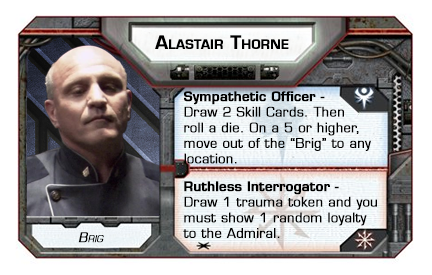 ALASTAIR THORNE
Sympathetic Officer -
Draw 2 Skill Cards. Then
roll a die. On a 5 or higher,
move out of the "Brig" to any
location.
Ruthless Interrogator -
Draw 1 trauma token and you
must show 1 random loyalty
to the Admiral.
BRIG